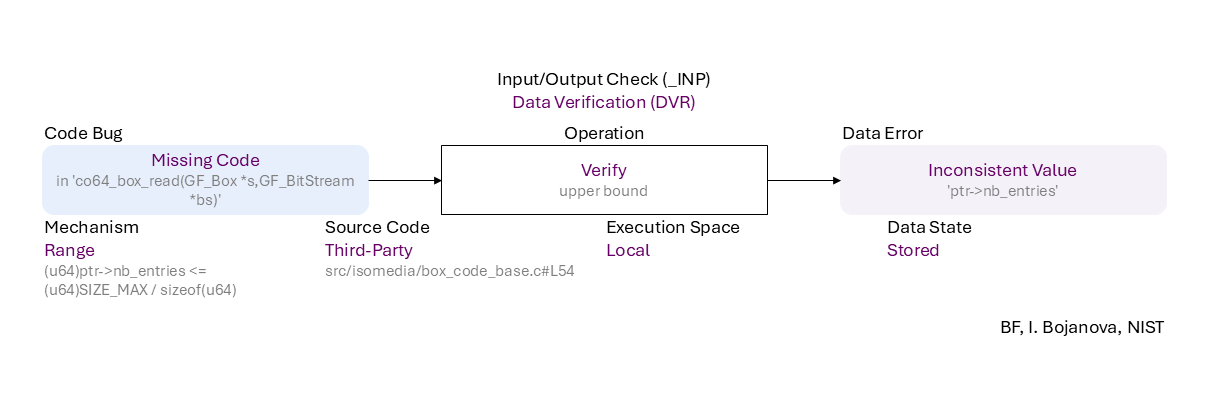 Input/Output Check (_INP)
Data Verification (DVR)
Code Bug
Operation
Data Error
Missing Code
in 'co64_box_read(GF_Box *s,GF_BitStream
*bs)'
Verify
upper bound
Inconsistent Value
'ptr->nb_entries'
Mechanism
Range
(u64)ptr->nb_entries <=
(u64)SIZE_MAX / sizeof(u64)
Source Code
Third-Party
src/isomedia/box_code_base.c#L54
Execution Space
Local
Data State
Stored
BF, I. Bojanova, NIST